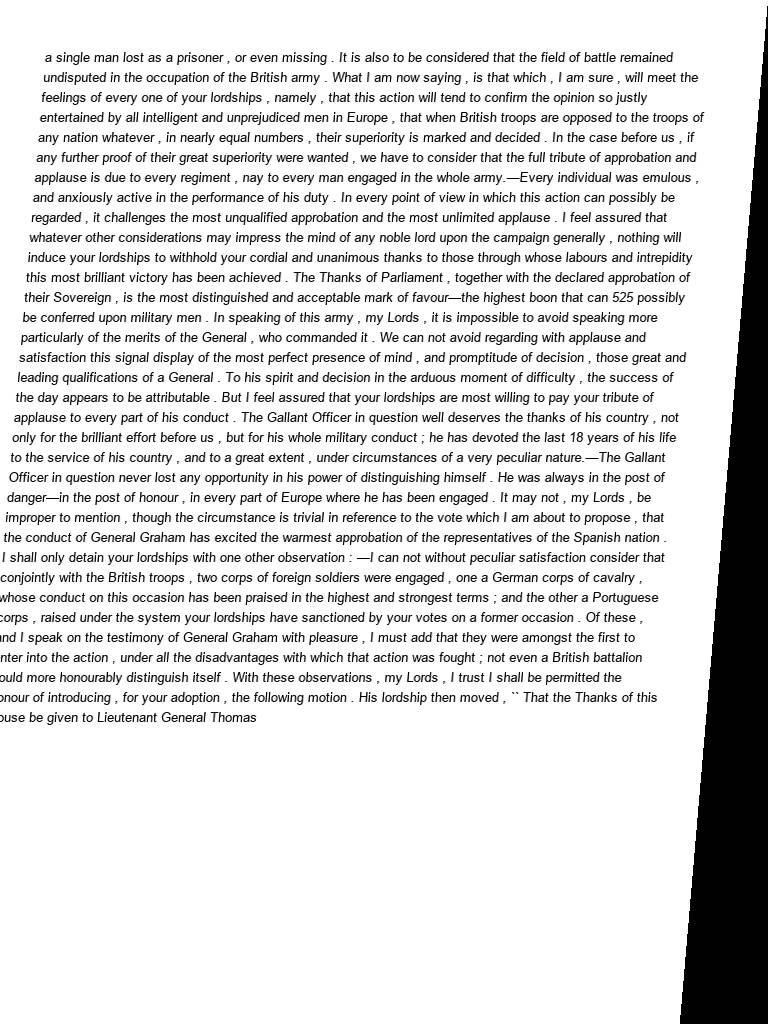 a single man lost as a prisoner , or even missing . It is also to be considered that the field of battle remained
undisputed in the occupation of the British army . What I am now saying , is that which , I am sure , will meet the
feelings of every one of your lordships , namely , that this action will tend to confirm the opinion so justly
entertained by all intelligent and unprejudiced men in Europe , that when British troops are opposed to the troops of
any nation whatever , in nearly equal numbers , their superiority is marked and decided . In the case before us , if
any further proof of their great superiority were wanted , we have to consider that the full tribute of approbation and
applause is due to every regiment , nay to every man engaged in the whole army.—Every individual was emulous ,
and anxiously active in the performance of his duty . In every point of view in which this action can possibly be
regarded , it challenges the most unqualified approbation and the most unlimited applause . I feel assured that
whatever other considerations may impress the mind of any noble lord upon the campaign generally , nothing will
induce your lordships to withhold your cordial and unanimous thanks to those through whose labours and intrepidity
this most brilliant victory has been achieved . The Thanks of Parliament , together with the declared approbation of
their Sovereign , is the most distinguished and acceptable mark of favour—the highest boon that can 525 possibly
be conferred upon military men . In speaking of this army , my Lords , it is impossible to avoid speaking more
particularly of the merits of the General , who commanded it . We can not avoid regarding with applause and
satisfaction this signal display of the most perfect presence of mind , and promptitude of decision , those great and
leading qualifications of a General . To his spirit and decision in the arduous moment of difficulty , the success of
the day appears to be attributable . But I feel assured that your lordships are most willing to pay your tribute of
applause to every part of his conduct . The Gallant Officer in question well deserves the thanks of his country , not
only for the brilliant effort before us , but for his whole military conduct ; he has devoted the last 18 years of his life
to the service of his country , and to a great extent , under circumstances of a very peculiar nature.—The Gallant
Officer in question never lost any opportunity in his power of distinguishing himself . He was always in the post of
danger—in the post of honour , in every part of Europe where he has been engaged . It may not , my Lords , be
improper to mention , though the circumstance is trivial in reference to the vote which I am about to propose , that
the conduct of General Graham has excited the warmest approbation of the representatives of the Spanish nation .
I shall only detain your lordships with one other observation : —I can not without peculiar satisfaction consider that
conjointly with the British troops , two corps of foreign soldiers were engaged , one a German corps of cavalry ,
whose conduct on this occasion has been praised in the highest and strongest terms ; and the other a Portuguese
corps , raised under the system your lordships have sanctioned by your votes on a former occasion . Of these ,
nd I speak on the testimony of General Graham with pleasure , I must add that they were amongst the first to
nter into the action , under all the disadvantages with which that action was fought ; not even a British battalion
ould more honourably distinguish itself . With these observations , my Lords , I trust I shall be permitted the
onour of introducing , for your adoption , the following motion . His lordship then moved , `` That the Thanks of this
ouse be given to Lieutenant General Thomas